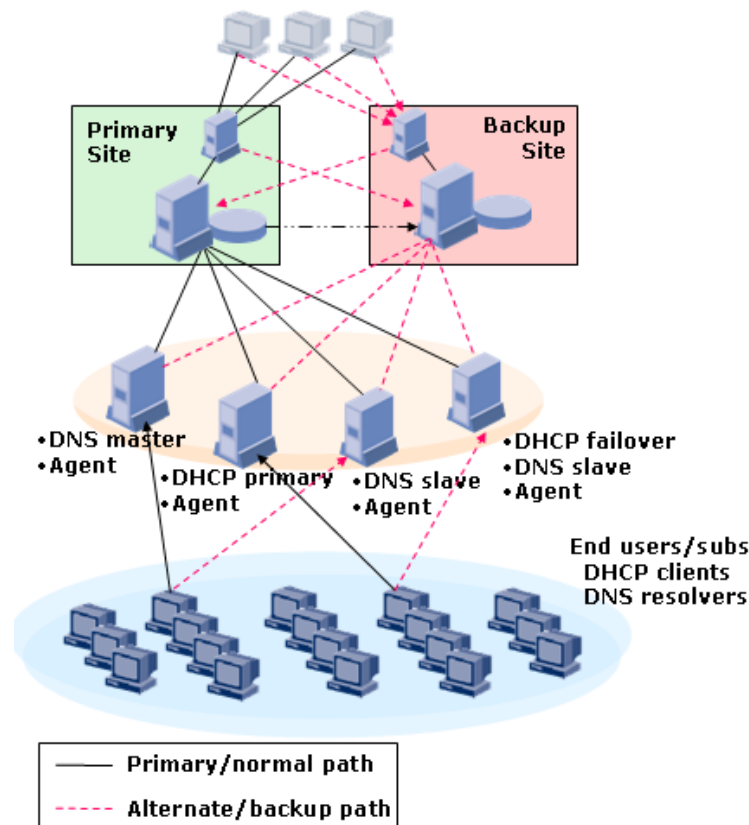 Primary
Site
Backup
Site
•DNS master
•Agent
•DHCP primary
•Agent
•DNS slave
•Agent
•DHCP failover
•DNS slave
•Agent
End users/subs
DHCP clients
DNS resolvers
Primary/normal path
Alternate/backup path